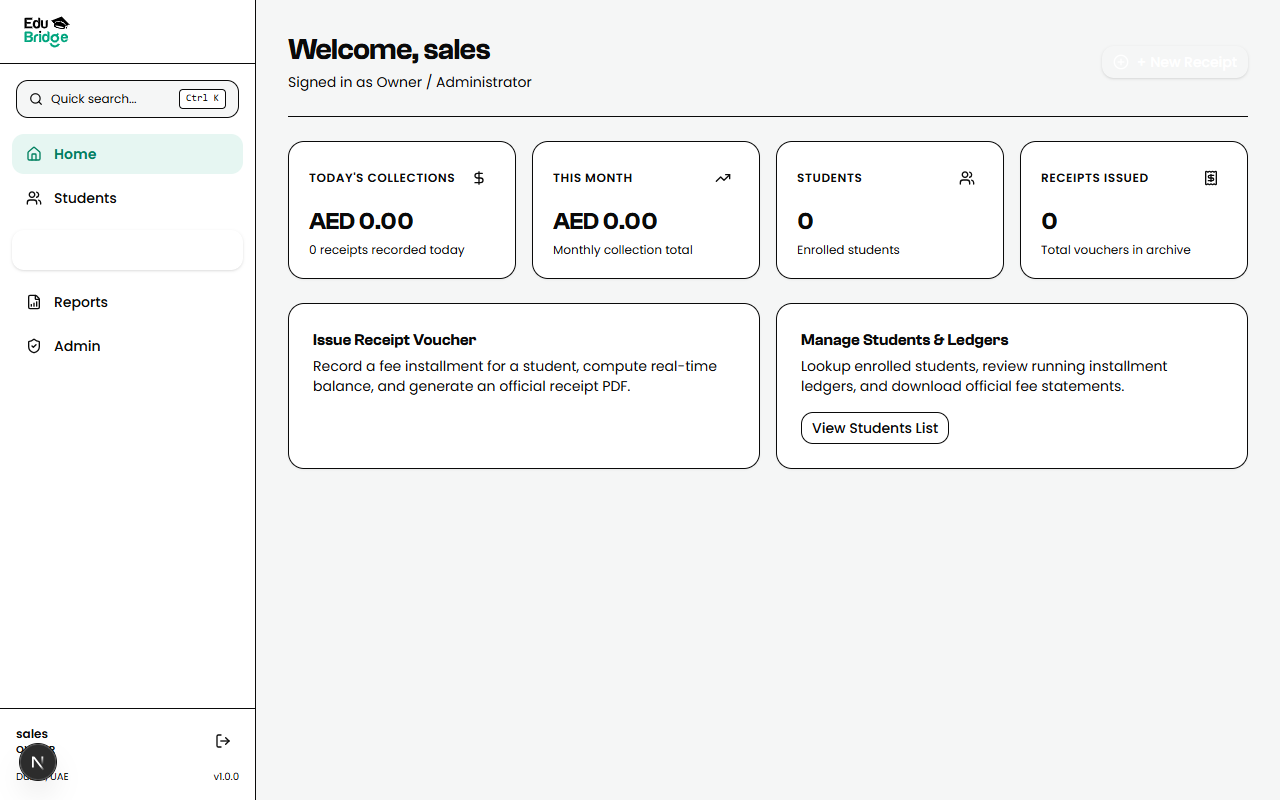 Edu
Bridge
Quick search...
Ctrl K
Home
Students
Reports
Admin
sales
v1.0.0
Welcome, sales
Signed in as Owner / Administrator
+ New Receipt
TODAY'S COLLECTIONS
AED 0.00
0 receipts recorded today
THIS MONTH
AED 0.00
Monthly collection total
STUDENTS
0
Enrolled students
RECEIPTS ISSUED
0
Total vouchers in archive
Issue Receipt Voucher
Record a fee installment for a student, compute real-time
balance, and generate an official receipt PDF.
Manage Students & Ledgers
Lookup enrolled students, review running installment
ledgers, and download official fee statements.
View Students List